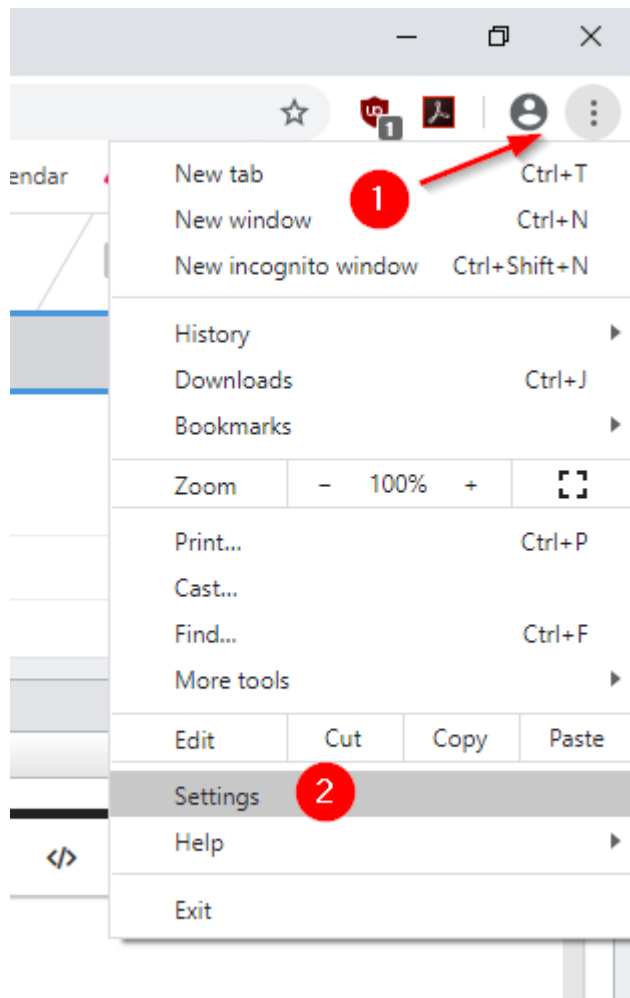 1
endar
New tab Ctrl+T
1
New window Ctrl+N
New incognito window Ctrl+Shift+N
History
Downloads Ctrl+J
Bookmarks
Zoom - 100% +
Print... Ctrl+P
Cast...
Find... Ctrl+F
More tools
Edit Cut Copy Paste
Settings 2
</>
Help
Exit